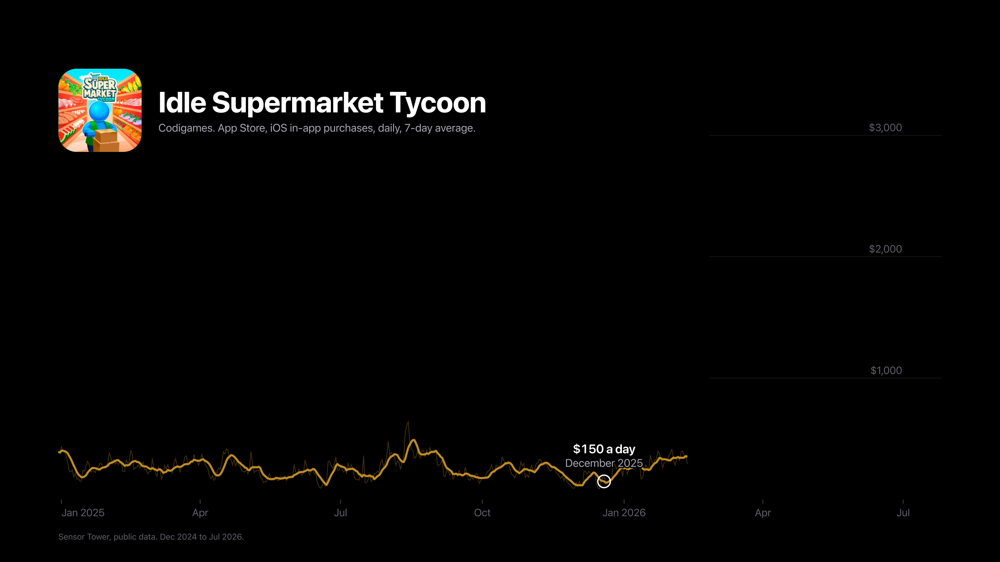 IDLE
SUPER
MARKET
TYCOON
Idle Supermarket Tycoon
Codigames. App Store, iOS in-app purchases, daily, 7-day average.
$3,000
$2,000
$1,000
$150 a day
December 2025
Jan 2025
Apr
Jul
Oct
Jan 2026
Apr
Jul
Sensor Tower, public data. Dec 2024 to Jul 2026.